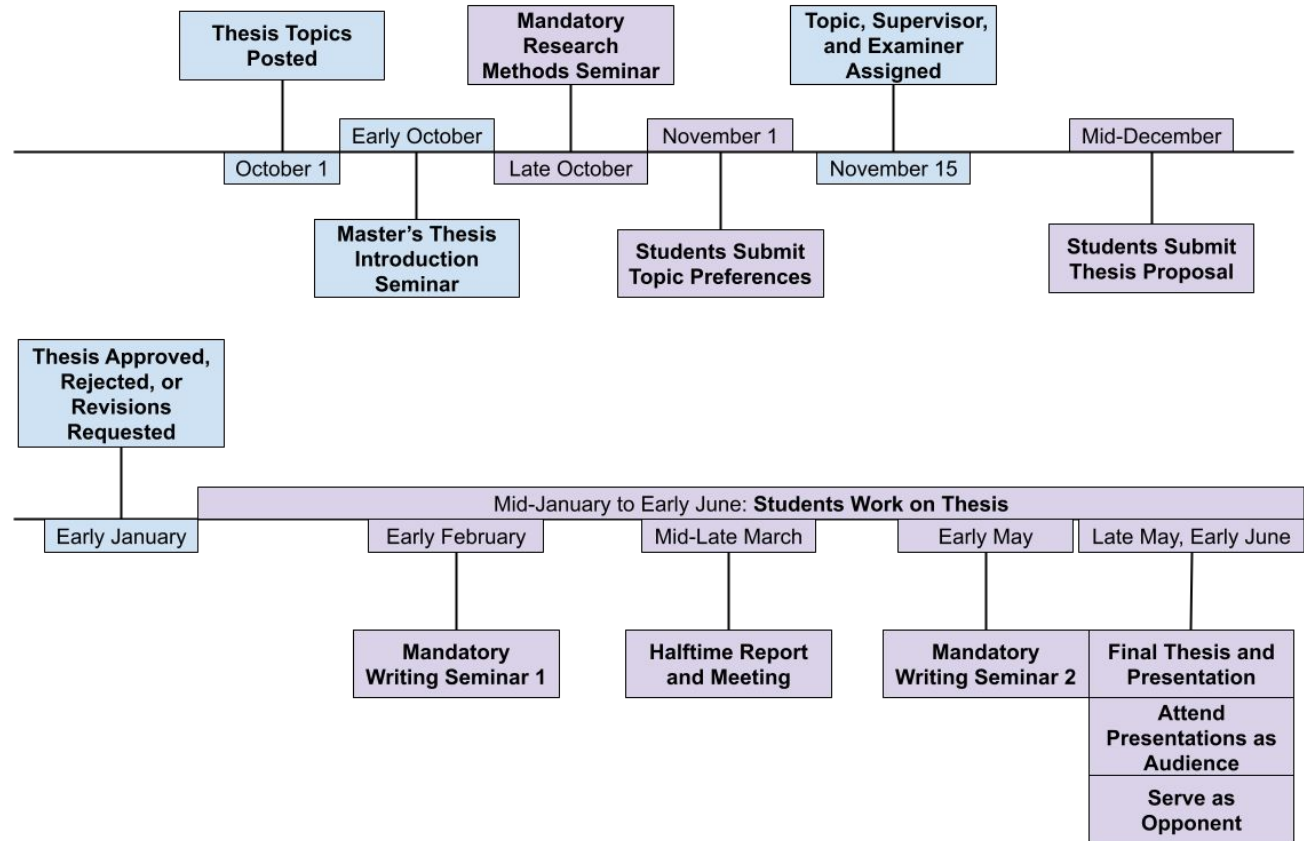 Thesis Topics
Posted
Mandatory
Research
Methods Seminar
Topic, Supervisor,
and Examiner
Assigned
Early October
November 1
Mid-December
October 1
Late October
November 15
Master’s Thesis
Introduction
Seminar
Students Submit
Topic Preferences
Students Submit
Thesis Proposal
Thesis Approved,
Rejected, or
Revisions
Requested
Mid-January to Early June: Students Work on Thesis
Early January
Early February
Mid-Late March
Early May
Late May, Early June
Mandatory
Writing Seminar 1
Halftime Report
and Meeting
Mandatory
Writing Seminar 2
Final Thesis and
Presentation
Attend
Presentations as
Audience
Serve as
Opponent